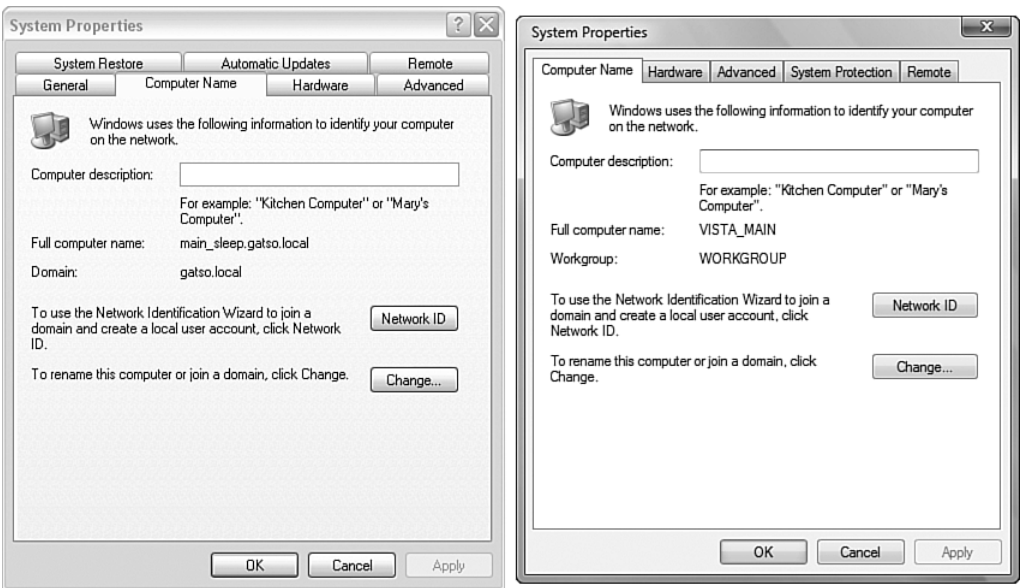 System Properties
System Restore Automatic Updates Remote
General Computer Name Hardware Advanced
Windows uses the following information to identify your computer
on the network.
Computer description:
For example: "Kitchen Computer" or "Mary's
Computer".
Full computer name: main_sleep.gatso.local
Domain: gatso.local
To use the Network Identification Wizard to join a
domain and create a local user account, click Network
ID.
Network ID
To rename this computer or join a domain, click Change.
Change...
OK Cancel Apply
System Properties
Computer Name Hardware Advanced System Protection Remote
Windows uses the following information to identify your computer
on the network.
Computer description:
For example: "Kitchen Computer" or "Mary's
Computer".
Full computer name: VISTA_MAIN
Workgroup: WORKGROUP
To use the Network Identification Wizard to join a
domain and create a local user account, click
Network ID.
Network ID
To rename this computer or join a domain, click
Change.
Change...
OK Cancel Apply